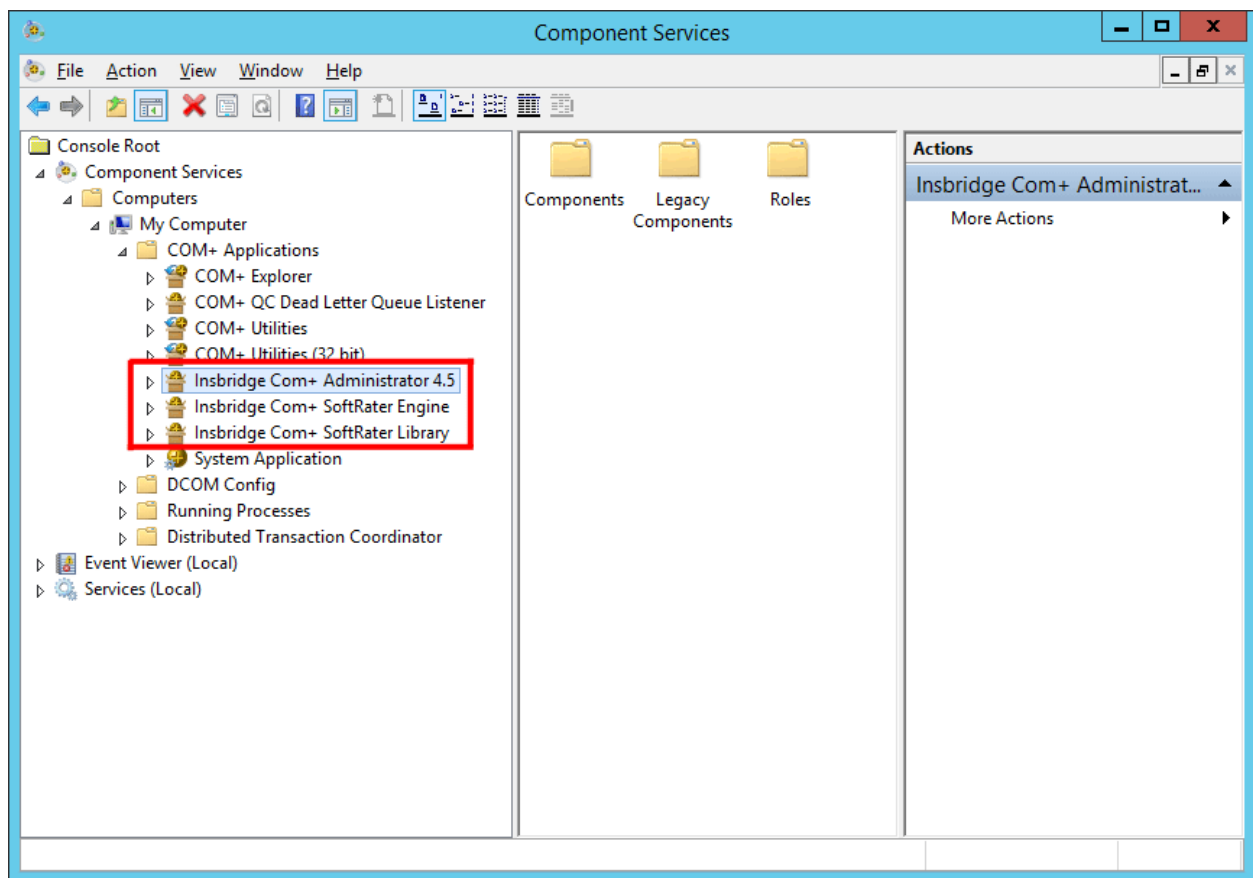 Component Services
File Action View Window Help
Console Root
Component Services
Computers
My Computer
COM+ Applications
COM+ Explorer
COM+ QC Dead Letter Queue Listener
COM+ Utilities
COM+ Utilities (32 bit)
Insbridge Com+ Administrator 4.5
Insbridge Com+ SoftRater Engine
Insbridge Com+ SoftRater Library
System Application
DCOM Config
Running Processes
Distributed Transaction Coordinator
Event Viewer (Local)
Services (Local)
Components
Legacy
Components
Roles
Actions
Insbridge Com+ Administrat...
More Actions